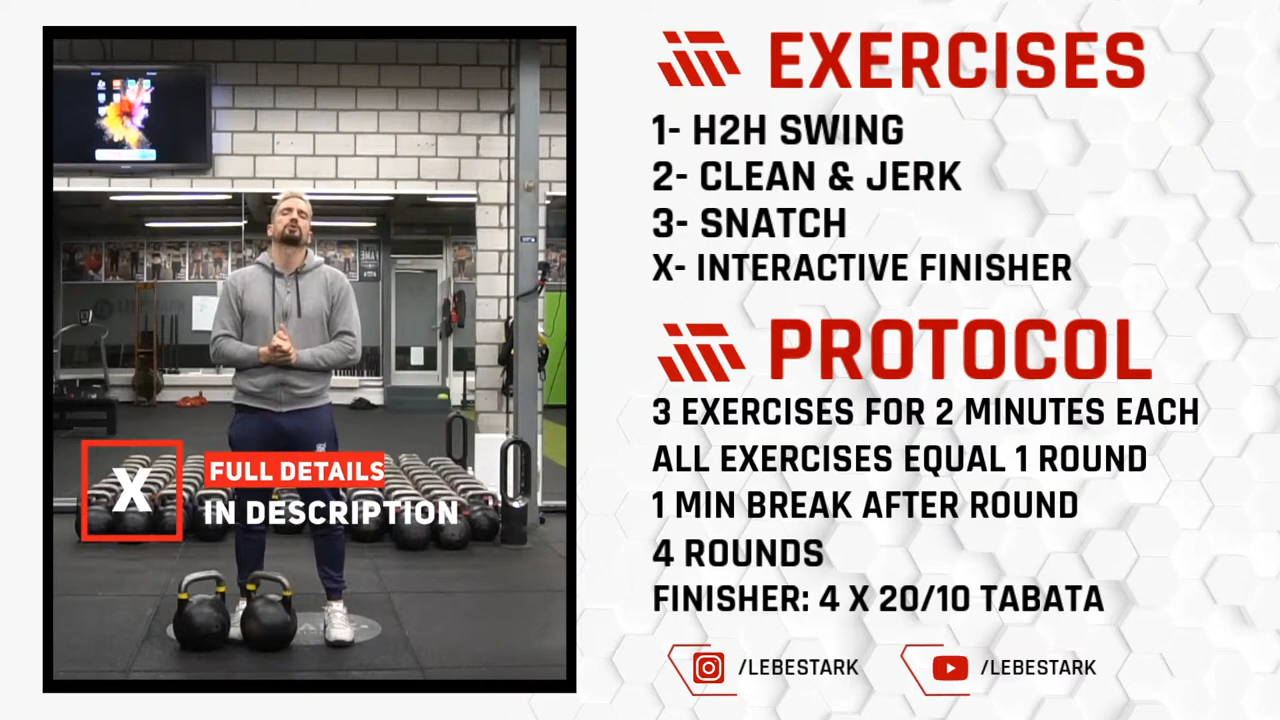 EXERCISES
1- H2H SWING
2- CLEAN & JERK
3- SNATCH
X- INTERACTIVE FINISHER
PROTOCOL
3 EXERCISES FOR 2 MINUTES EACH
ALL EXERCISES EQUAL 1 ROUND
1 MIN BREAK AFTER ROUND
4 ROUNDS
FINISHER: 4 X 20/10 TABATA
/LEBESTARK
/LEBESTARK
X
FULL DETAILS
IN DESCRIPTION